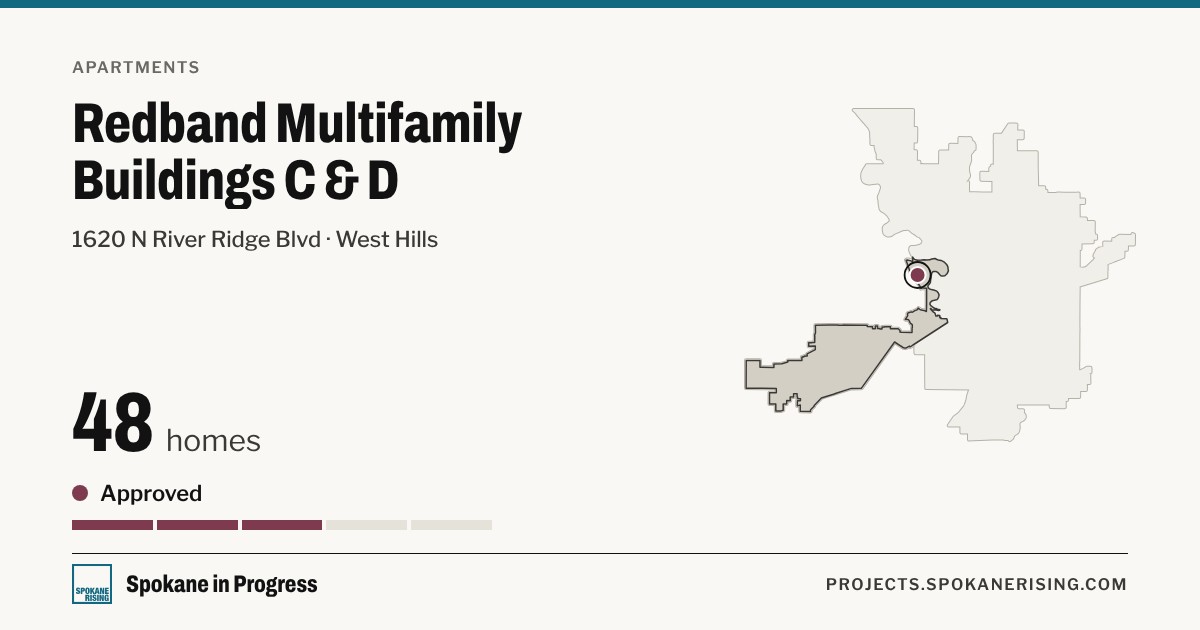 APARTMENTS
Redband Multifamily
Buildings C & D
1620 N River Ridge Blvd · West Hills
48 homes
Approved
SPOKANE
RISING
Spokane in Progress
PROJECTS.SPOKANERISING.COM